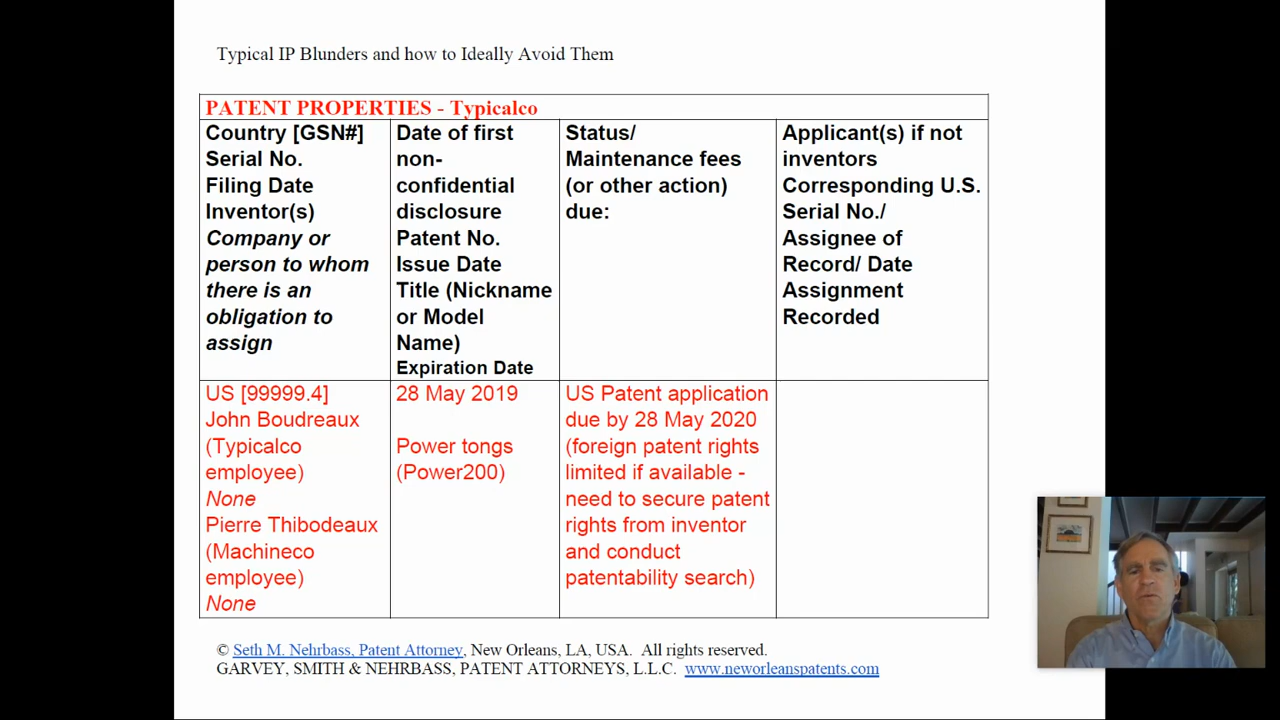 Typical IP Blunders and how to Ideally Avoid Them
PATENT PROPERTIES - Typicalco
Country [GSN#]
Serial No.
Filing Date
Inventor(s)
Company or
person to whom
there is an
obligation to
assign
Date of first
non-
confidential
disclosure
Patent No.
Issue Date
Title (Nickname
or Model
Name)
Expiration Date
Status/
Maintenance fees
(or other action)
due:
Applicant(s) if not
inventors
Corresponding U.S.
Serial No./
Assignee of
Record/ Date
Assignment
Recorded
US [99999.4]
John Boudreaux
(Typicalco
employee)
None
Pierre Thibodeaux
(Machineco
employee)
None
28 May 2019
Power tongs
(Power200)
US Patent application
due by 28 May 2020
(foreign patent rights
limited if available -
need to secure patent
rights from inventor
and conduct
patentability search)
© Seth M. Nehrbass, Patent Attorney, New Orleans, LA, USA. All rights reserved.
GARVEY, SMITH & NEHRBASS, PATENT ATTORNEYS, L.L.C. www.neworleanspatents.com